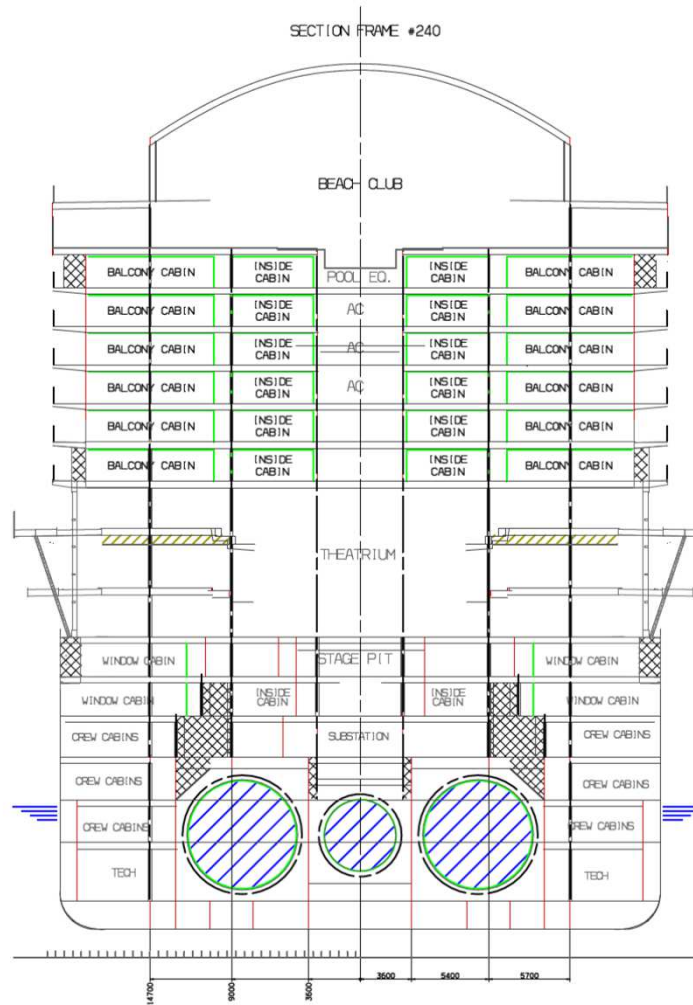 SECTION FRAME #240
BEACH CLUB
BALCONY CABIN INSIDE CABIN POOL EQ. INSIDE CABIN BALCONY CABIN
BALCONY CABIN INSIDE CABIN AC INSIDE CABIN BALCONY CABIN
BALCONY CABIN INSIDE CABIN AC INSIDE CABIN BALCONY CABIN
BALCONY CABIN INSIDE CABIN AC INSIDE CABIN BALCONY CABIN
BALCONY CABIN INSIDE CABIN INSIDE CABIN BALCONY CABIN
BALCONY CABIN INSIDE CABIN INSIDE CABIN BALCONY CABIN
THEATRIUM
WINDOW CABIN STAGE PIT WINDOW CABIN
WINDOW CABIN INSIDE CABIN INSIDE CABIN WINDOW CABIN
CREW CABINS SUBSTATION CREW CABINS
CREW CABINS CREW CABINS
CREW CABINS CREW CABINS
TECH TECH
14700 9000 3600 3600 5400 5700